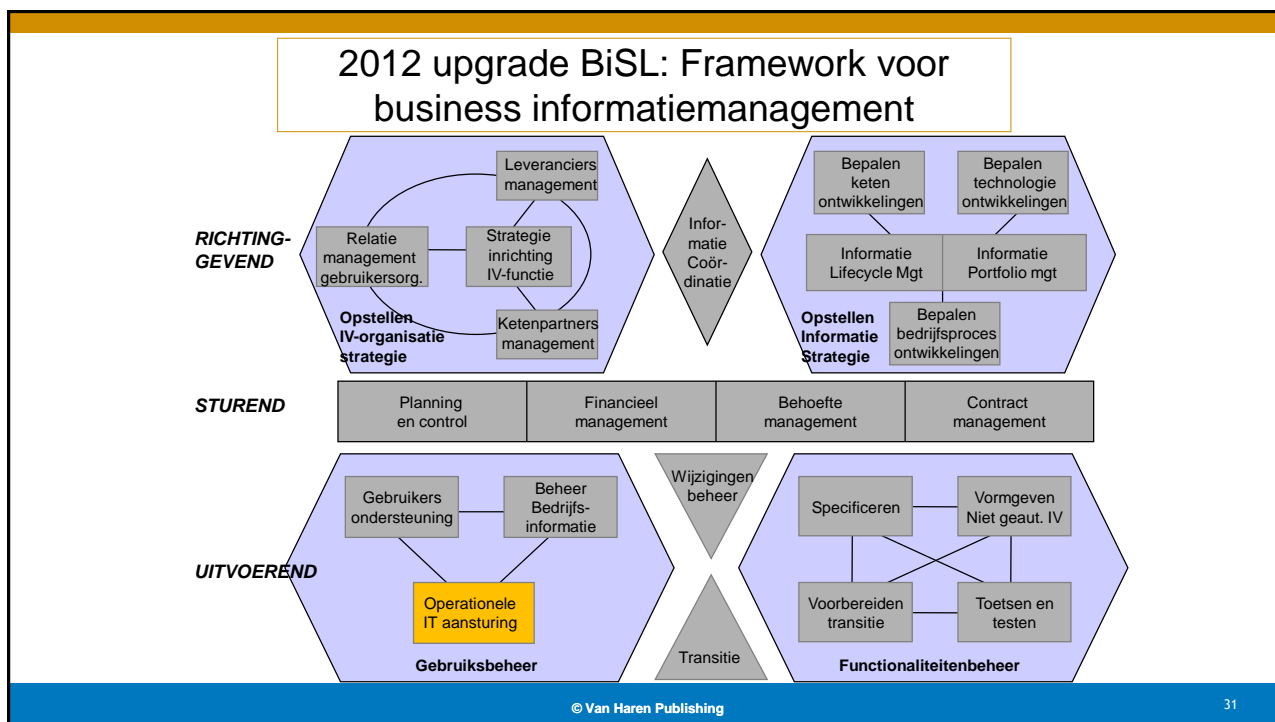 2012 upgrade BiSL: Framework voor
business informatiemanagement
RICHTING-
GEVEND
Leveranciers
management
Relatie
management
gebruikersorg.
Strategie
inrichting
IV-functie
Ketenpartners
management
Opstellen
IV-organisatie
strategie
Infor-
matie
Coör-
dinatie
Bepalen
keten
ontwikkelingen
Bepalen
technologie
ontwikkelingen
Informatie
Lifecycle Mgt
Informatie
Portfolio mgt
Bepalen
bedrijfsproces
ontwikkelingen
Opstellen
Informatie
Strategie
STUREND
Planning
en control
Financieel
management
Behoefte
management
Contract
management
UITVOEREND
Gebruikers
ondersteuning
Beheer
Bedrijfs-
informatie
Operationele
IT aansturing
Gebruiksbeheer
Wijzigingen
beheer
Transitie
Specificeren
Vormgeven
Niet geaut. IV
Voorbereiden
transitie
Toetsen en
testen
Functionaliteitenbeheer
© Van Haren Publishing
31